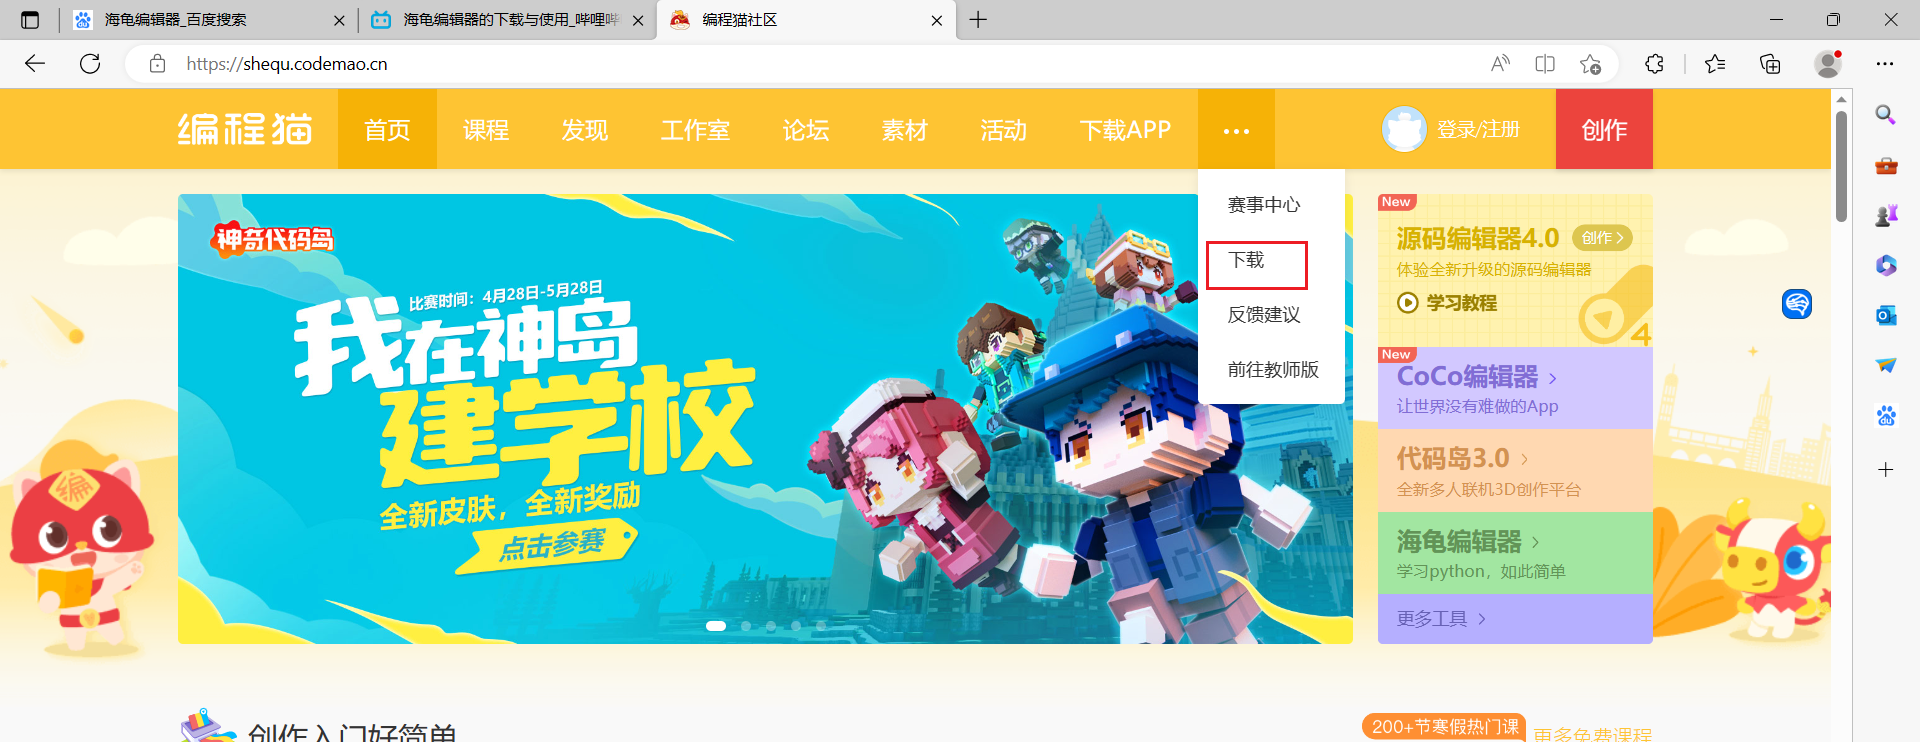 海龟编辑器_百度搜索
海龟编辑器的下载与使用_哔哩哔
编程猫社区
https://shequ.codemao.cn
编程猫
首页
课程
发现
工作室
论坛
素材
活动
下载APP
···
登录/注册
创作
赛事中心
下载
反馈建议
前往教师版
神奇代码岛
比赛时间：4月28日-5月28日
我在神岛
建学校
全新皮肤，全新奖励
点击参赛
New
源码编辑器4.0
创作 >
体验全新升级的源码编辑器
学习教程
4
New
CoCo编辑器 >
让世界没有难做的App
代码岛3.0 >
全新多人联机3D创作平台
海龟编辑器 >
学习python，如此简单
更多工具 >
编
创作入门好简单
200+节寒假热门课
更多免费课程